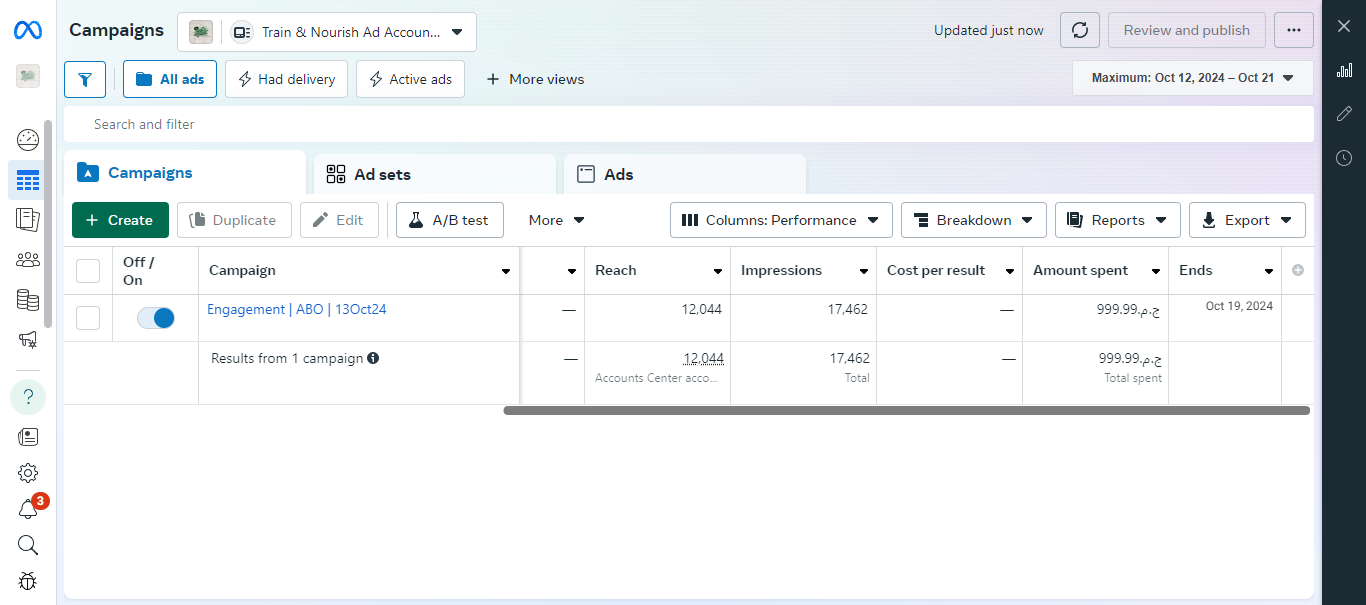 Campaigns
Train & Nourish Ad Accoun...
Updated just now
Review and publish
All ads
Had delivery
Active ads
More views
Maximum: Oct 12, 2024 – Oct 21
Search and filter
Campaigns
Ad sets
Ads
Create
Duplicate
Edit
A/B test
More
Columns: Performance
Breakdown
Reports
Export
Off / On
Campaign
Reach
Impressions
Cost per result
Amount spent
Ends
Engagement | ABO | 13Oct24
—
12,044
17,462
—
ج.م.999.99
Oct 19, 2024
Results from 1 campaign
—
12,044
17,462
—
ج.م.999.99
Accounts Center acco...
Total
Total spent
?
3